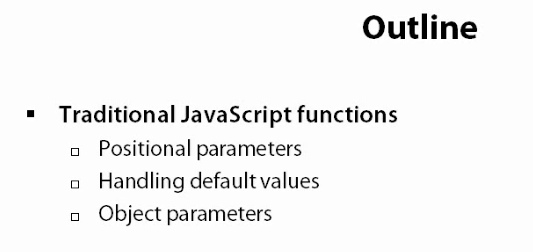 Outline
Traditional JavaScript functions
Positional parameters
Handling default values
Object parameters